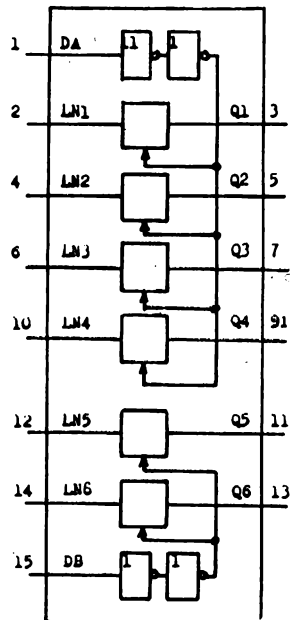 1 DA 11 1
2 LN1 Q1 3
4 LN2 Q2 5
6 LN3 Q3 7
10 LN4 Q4 91
12 LN5 Q5 11
14 LN6 Q6 13
15 DB 1 1